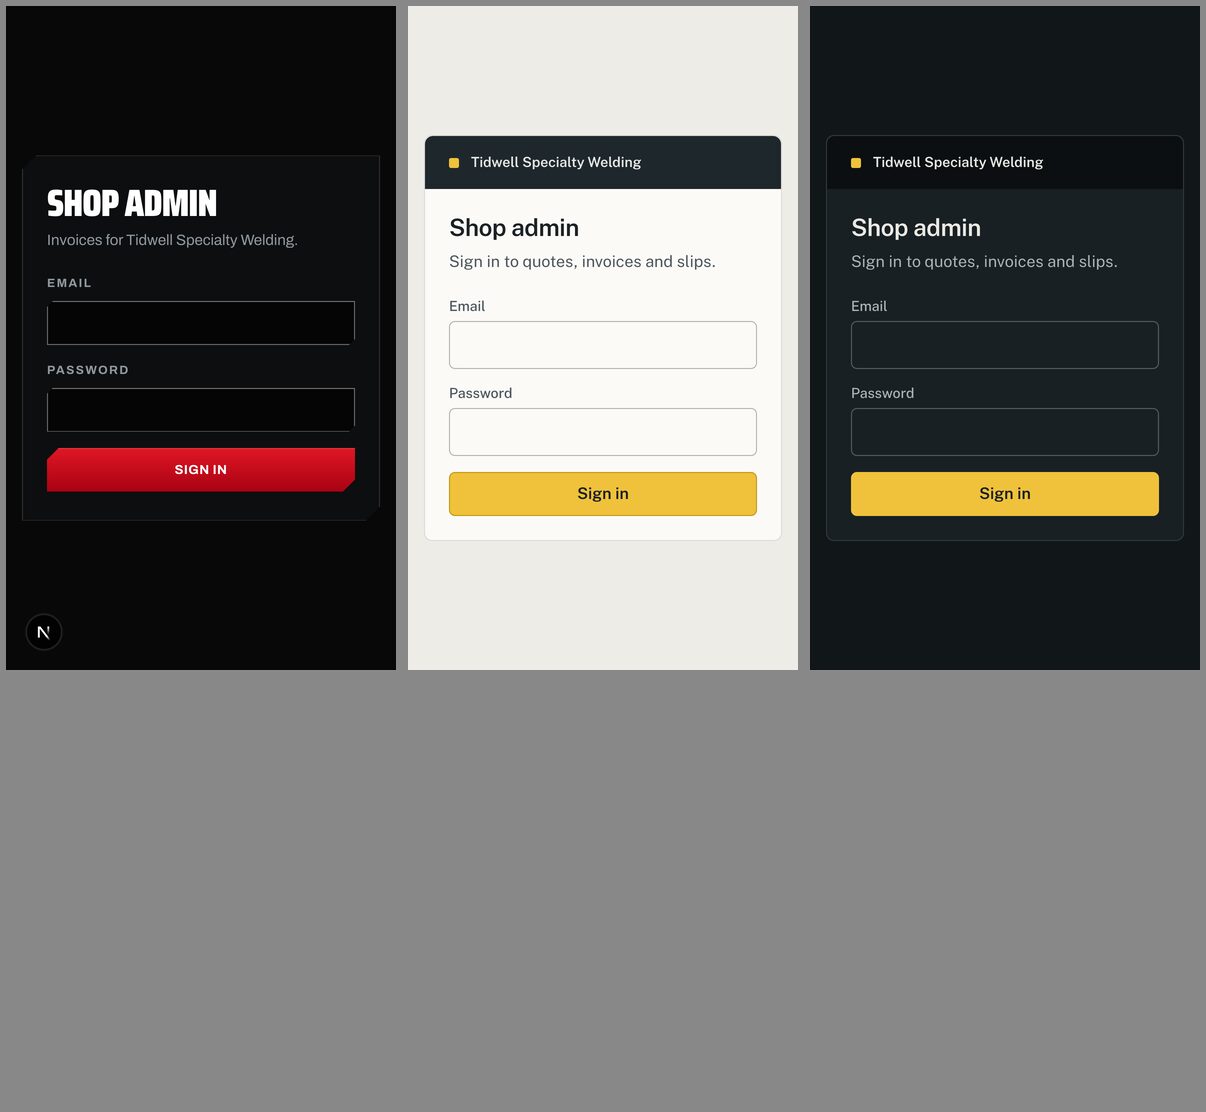 SHOP ADMIN
Invoices for Tidwell Specialty Welding.
EMAIL
PASSWORD
SIGN IN
N
Tidwell Specialty Welding
Shop admin
Sign in to quotes, invoices and slips.
Email
Password
Sign in
Tidwell Specialty Welding
Shop admin
Sign in to quotes, invoices and slips.
Email
Password
Sign in